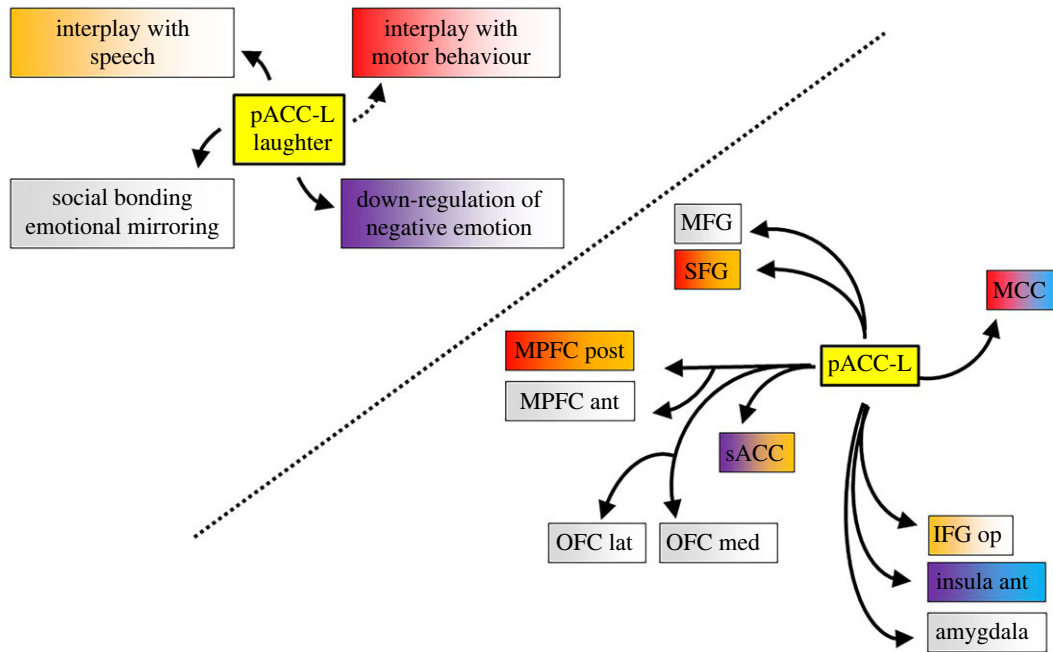 interplay with
speech
interplay with
motor behaviour
pACC-L
laughter
social bonding
emotional mirroring
down-regulation of
negative emotion
MFG
SFG
MCC
MPFC post
pACC-L
MPFC ant
sACC
OFC lat
OFC med
IFG op
insula ant
amygdala